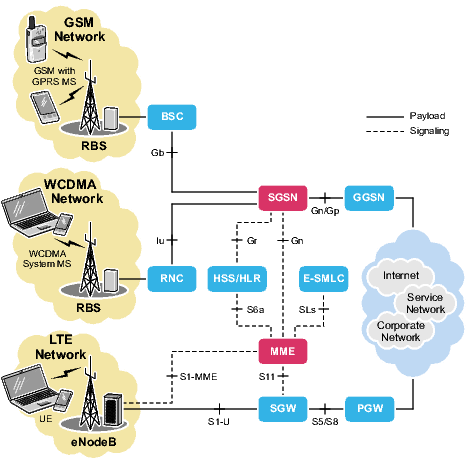 GSM
Network
GSM with
GPRS MS
RBS
BSC
Gb
Payload
Signaling
WCDMA
Network
WCDMA
System MS
RBS
RNC
Iu
SGSN
Gn/Gp
GGSN
Gr
Gn
HSS/HLR
E-SMLC
S6a
SLs
Internet
Service
Network
Corporate
Network
LTE
Network
UE
eNodeB
S1-MME
MME
S11
S1-U
SGW
S5/S8
PGW